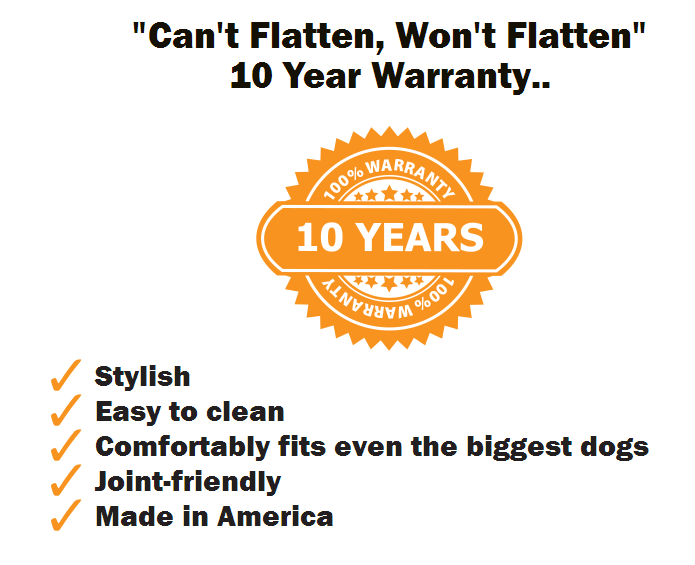 "Can't Flatten, Won't Flatten"
10 Year Warranty..
100% WARRANTY
10 YEARS
100% WARRANTY
Stylish
Easy to clean
Comfortably fits even the biggest dogs
Joint-friendly
Made in America